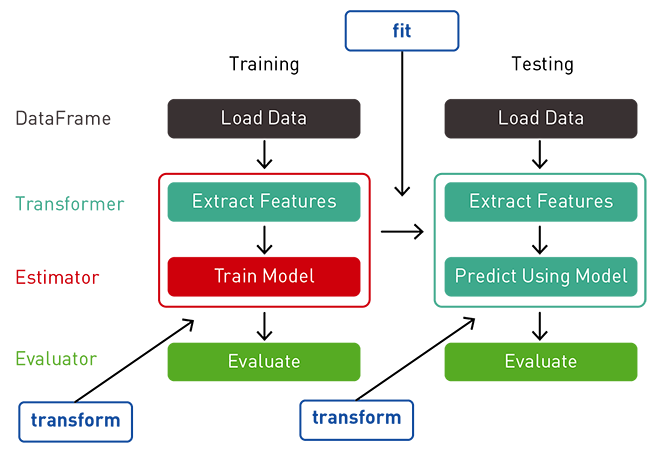 fit
Training
Testing
DataFrame
Load Data
Load Data
Transformer
Extract Features
Extract Features
Estimator
Train Model
Predict Using Model
Evaluator
Evaluate
Evaluate
transform
transform